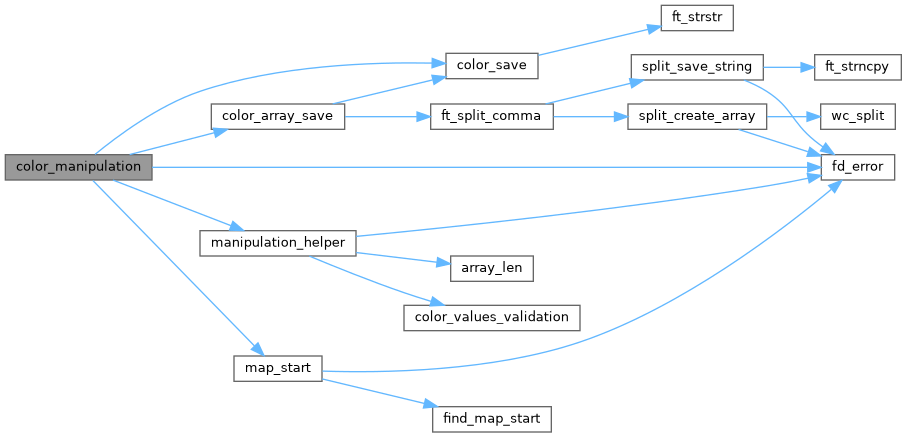 ft_strstr
color_save
split_save_string
ft_strncpy
color_array_save
ft_split_comma
split_create_array
wc_split
color_manipulation
fd_error
manipulation_helper
array_len
color_values_validation
map_start
find_map_start